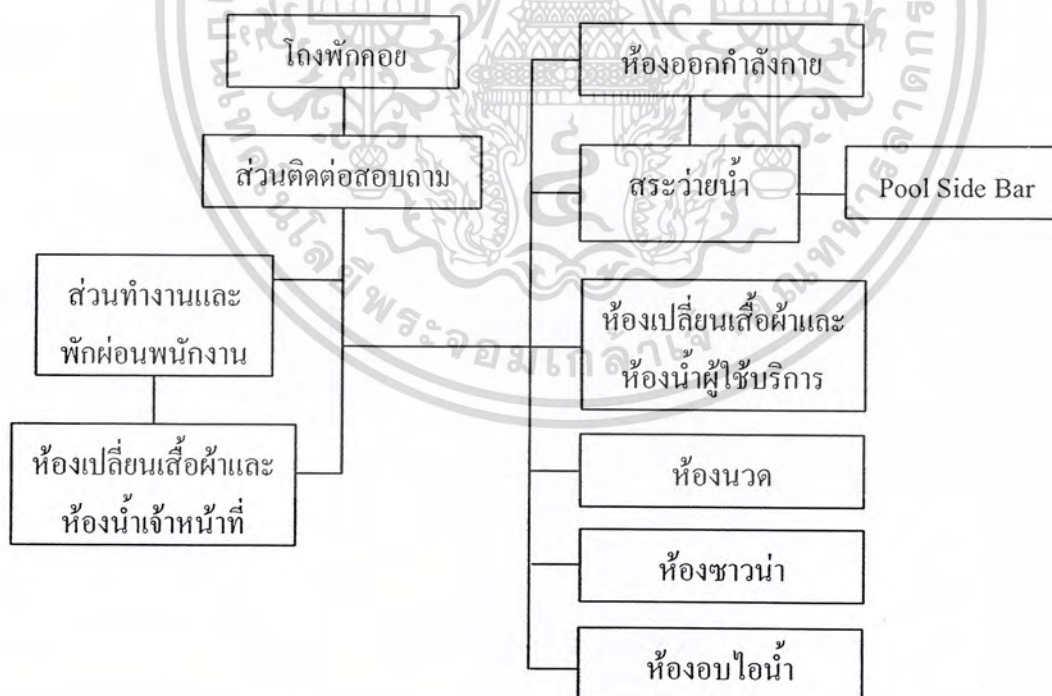 โถงพักคอย
ส่วนติดต่อสอบถาม
ส่วนทำงานและ
พักผ่อนพนักงาน
ห้องเปลี่ยนเสื้อผ้าและ
ห้องน้ำเจ้าหน้าที่
ห้องออกกำลังกาย
สระว่ายน้ำ
Pool Side Bar
ห้องเปลี่ยนเสื้อผ้าและ
ห้องน้ำผู้ใช้บริการ
ห้องนวด
ห้องซาวน่า
ห้องอบไอน้ำ